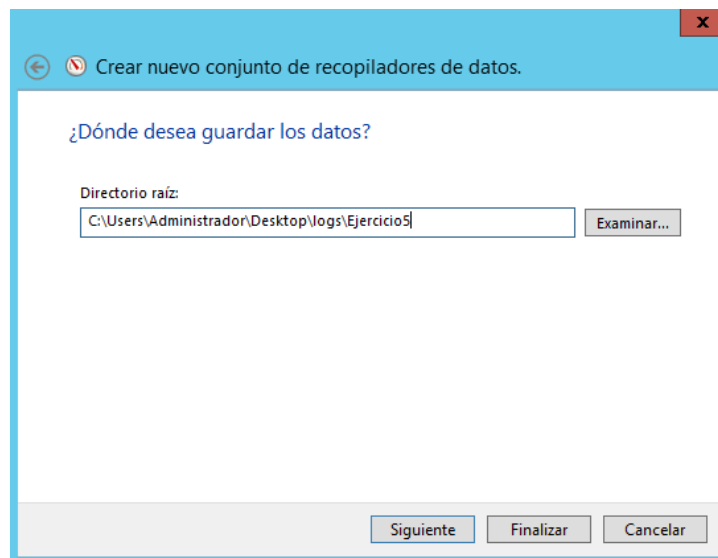 x
Crear nuevo conjunto de recopiladores de datos.
¿Dónde desea guardar los datos?
Directorio raíz:
C:\Users\Administrador\Desktop\logs\Ejercicio5
Examinar...
Siguiente Finalizar Cancelar